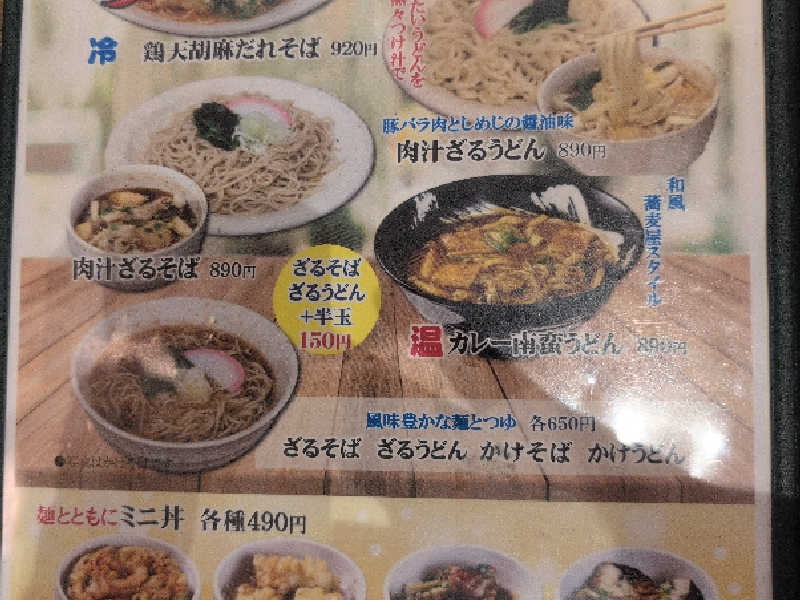 冷 鶏天胡麻だれそば 920円
豚バラ肉としめじの醤油味
肉汁ざるうどん 890円
和風
蕎麦屋スタイル
肉汁ざるそば 890円
ざるそば
ざるうどん
+半玉
150円
温 カレー南蛮うどん 890円
風味豊かな麺とつゆ 各650円
ざるそば ざるうどん かけそば かけうどん
麺とともに ミニ丼 各種490円